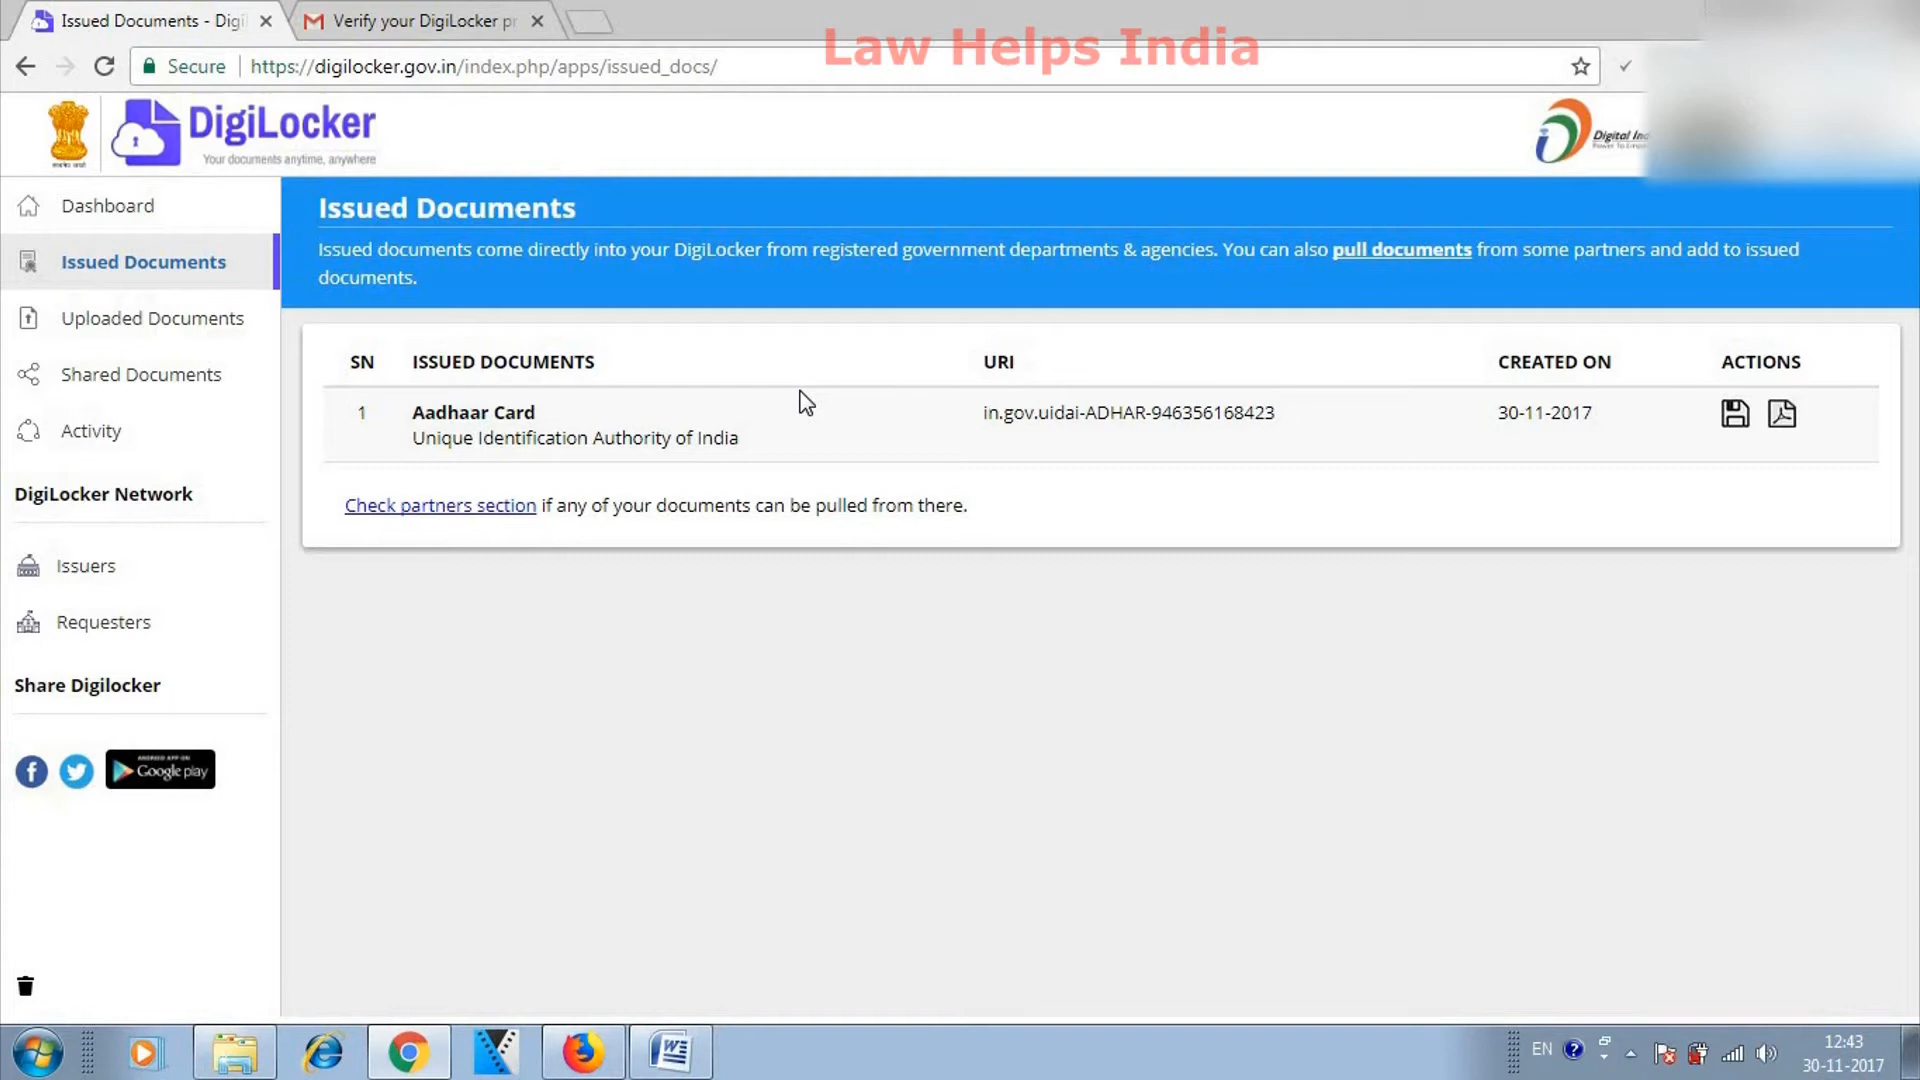 Issued Documents - Digi
Verify your DigiLocker pr
Law Helps India
Secure
https://digilocker.gov.in/index.php/apps/issued_docs/
DigiLocker
Your documents anytime, anywhere
Digital Ind
Dashboard
Issued Documents
Uploaded Documents
Shared Documents
Activity
DigiLocker Network
Issuers
Requesters
Share Digilocker
f
ANDROID APP ON
Google play
Issued Documents
Issued documents come directly into your DigiLocker from registered government departments & agencies. You can also pull documents from some partners and add to issued
documents.
SN ISSUED DOCUMENTS URI CREATED ON ACTIONS
1 Aadhaar Card in.gov.uidai-ADHAR-946356168423 30-11-2017
Unique Identification Authority of India
Check partners section if any of your documents can be pulled from there.
EN
12:43
30-11-2017